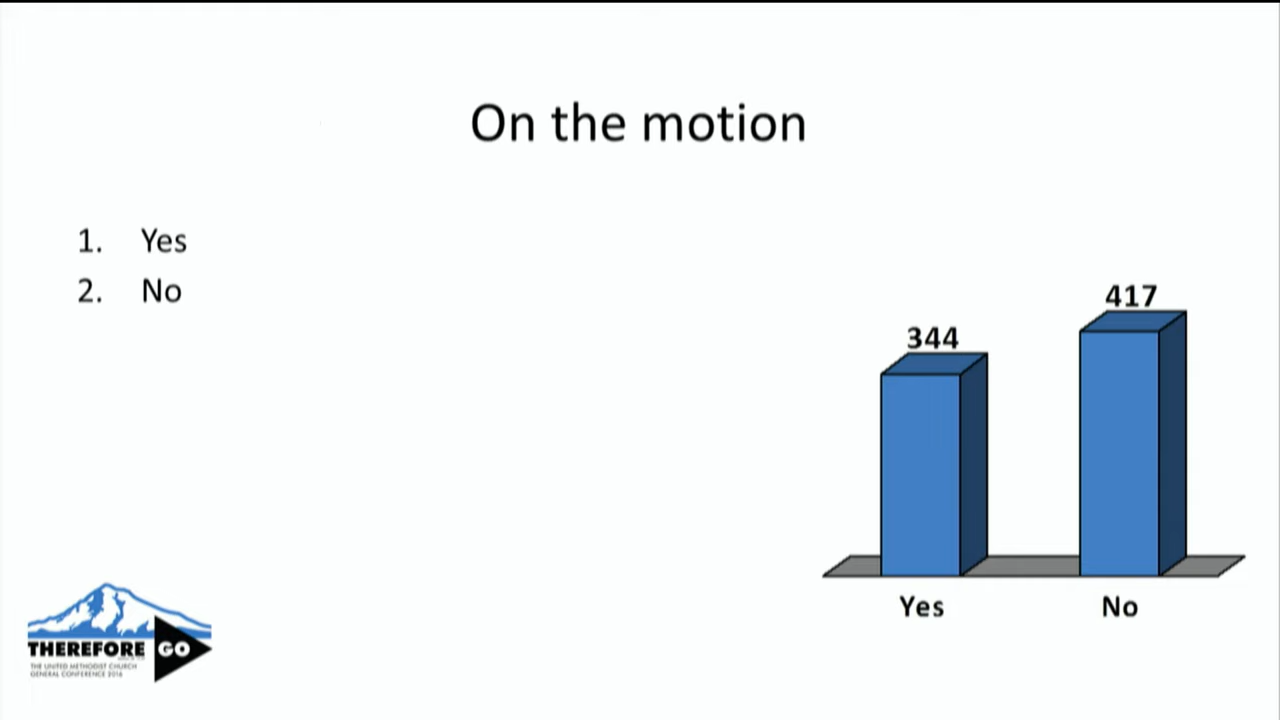 On the motion
1. Yes
2. No
417
344
Yes No
THEREFORE GO
THE UNITED METHODIST CHURCH
GENERAL CONFERENCE 2016